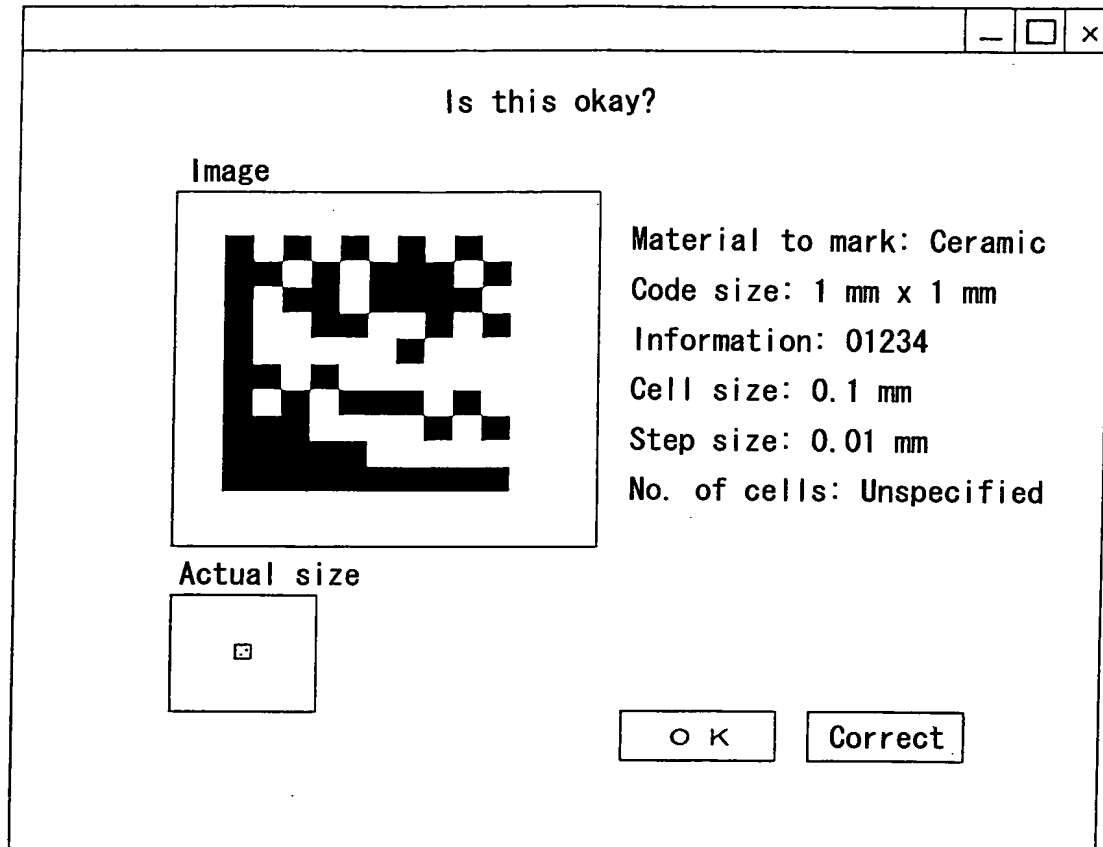 Is this okay?
Image
Material to mark: Ceramic
Code size: 1 mm x 1 mm
Information: 01234
Cell size: 0.1 mm
Step size: 0.01 mm
No. of cells: Unspecified
Actual size
OK
Correct